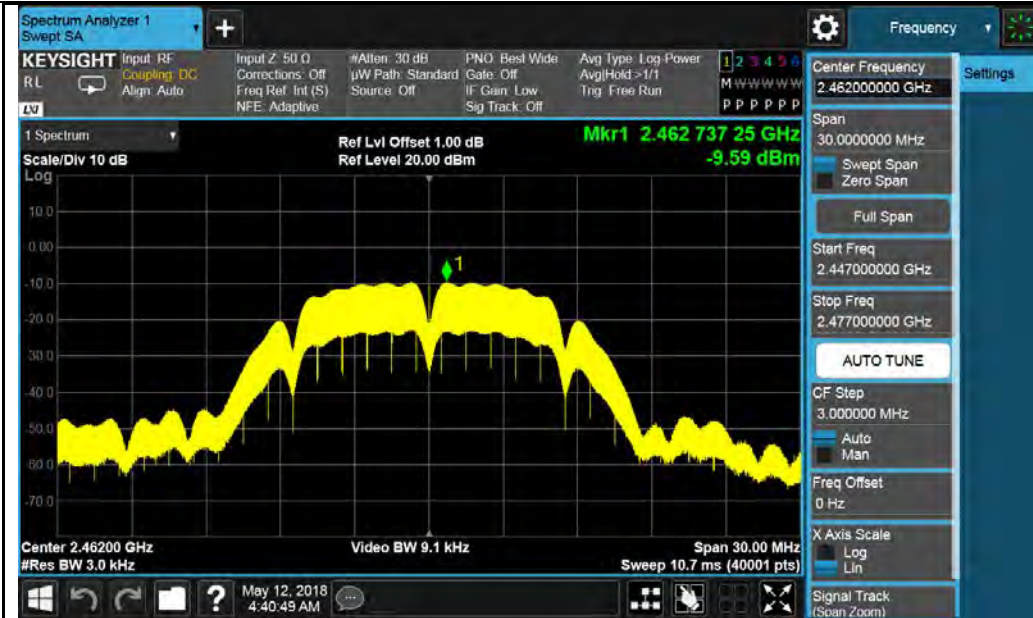 Spectrum Analyzer 1
Swept SA
+
Frequency
KEYSIGHT
RL
LXI
Input: RF
Coupling: DC
Align: Auto
Input Z: 50 Ω
Corrections: Off
Freq Ref: Int (S)
NFE: Adaptive
#Atten: 30 dB
µW Path: Standard
Source: Off
PNO: Best Wide
Gate: Off
IF Gain: Low
Sig Track: Off
Avg Type: Log-Power
Avg|Hold:>1/1
Trig: Free Run
1 2 3 4 5 6
M W W W W W
P P P P P P
1 Spectrum
Scale/Div 10 dB
Log
Ref Lvl Offset 1.00 dB
Ref Level 20.00 dBm
Mkr1 2.462 737 25 GHz
-9.59 dBm
10.0
0.00
-10.0
-20.0
-30.0
-40.0
-50.0
-60.0
-70.0
1
Center 2.46200 GHz
#Res BW 3.0 kHz
Video BW 9.1 kHz
Span 30.00 MHz
Sweep 10.7 ms (40001 pts)
?
May 12, 2018
4:40:49 AM
Center Frequency
2.462000000 GHz
Settings
Span
30.0000000 MHz
Swept Span
Zero Span
Full Span
Start Freq
2.447000000 GHz
Stop Freq
2.477000000 GHz
AUTO TUNE
CF Step
3.000000 MHz
Auto
Man
Freq Offset
0 Hz
X Axis Scale
Log
Lin
Signal Track
(Span Zoom)